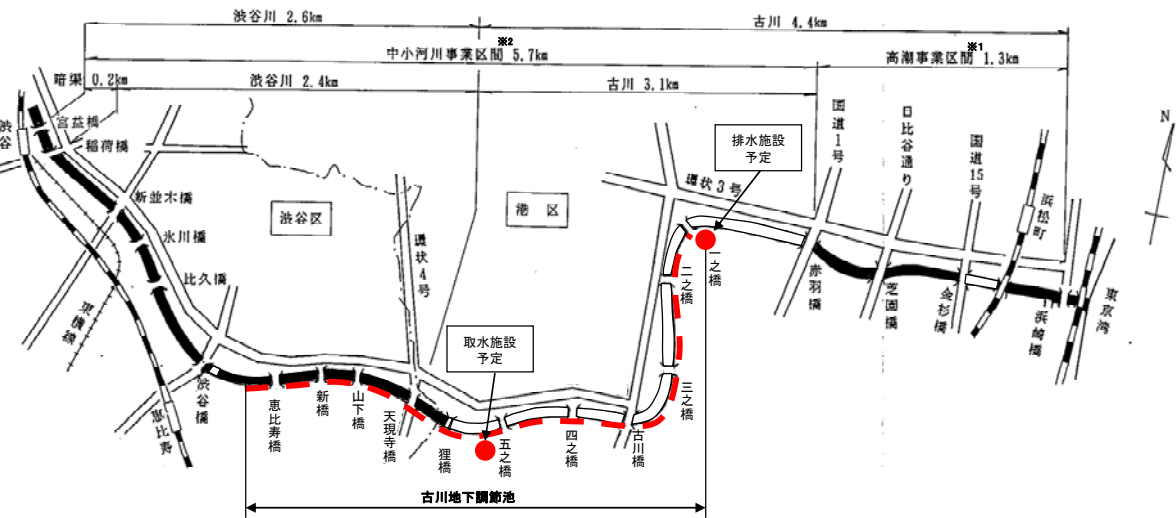 渋谷川 2.6km
古川 4.4km
中小河川事業区間※2 5.7km
高潮事業区間※1 1.3km
暗渠 0.2km
渋谷川 2.4km
古川 3.1km
渋谷
宮益橋
稲荷橋
新並木橋
氷川橋
比久橋
東横線
恵比寿
渋谷橋
渋谷区
港 区
環状4号
環状3号
国道1号
日比谷通り
国道15号
浜松町
N
排水施設
予定
取水施設
予定
恵比寿橋
新橋
山下橋
天現寺橋
狸橋
五之橋
四之橋
古川橋
三之橋
二之橋
一之橋
赤羽橋
芝園橋
金杉橋
浜崎橋
東京湾
古川地下調節池